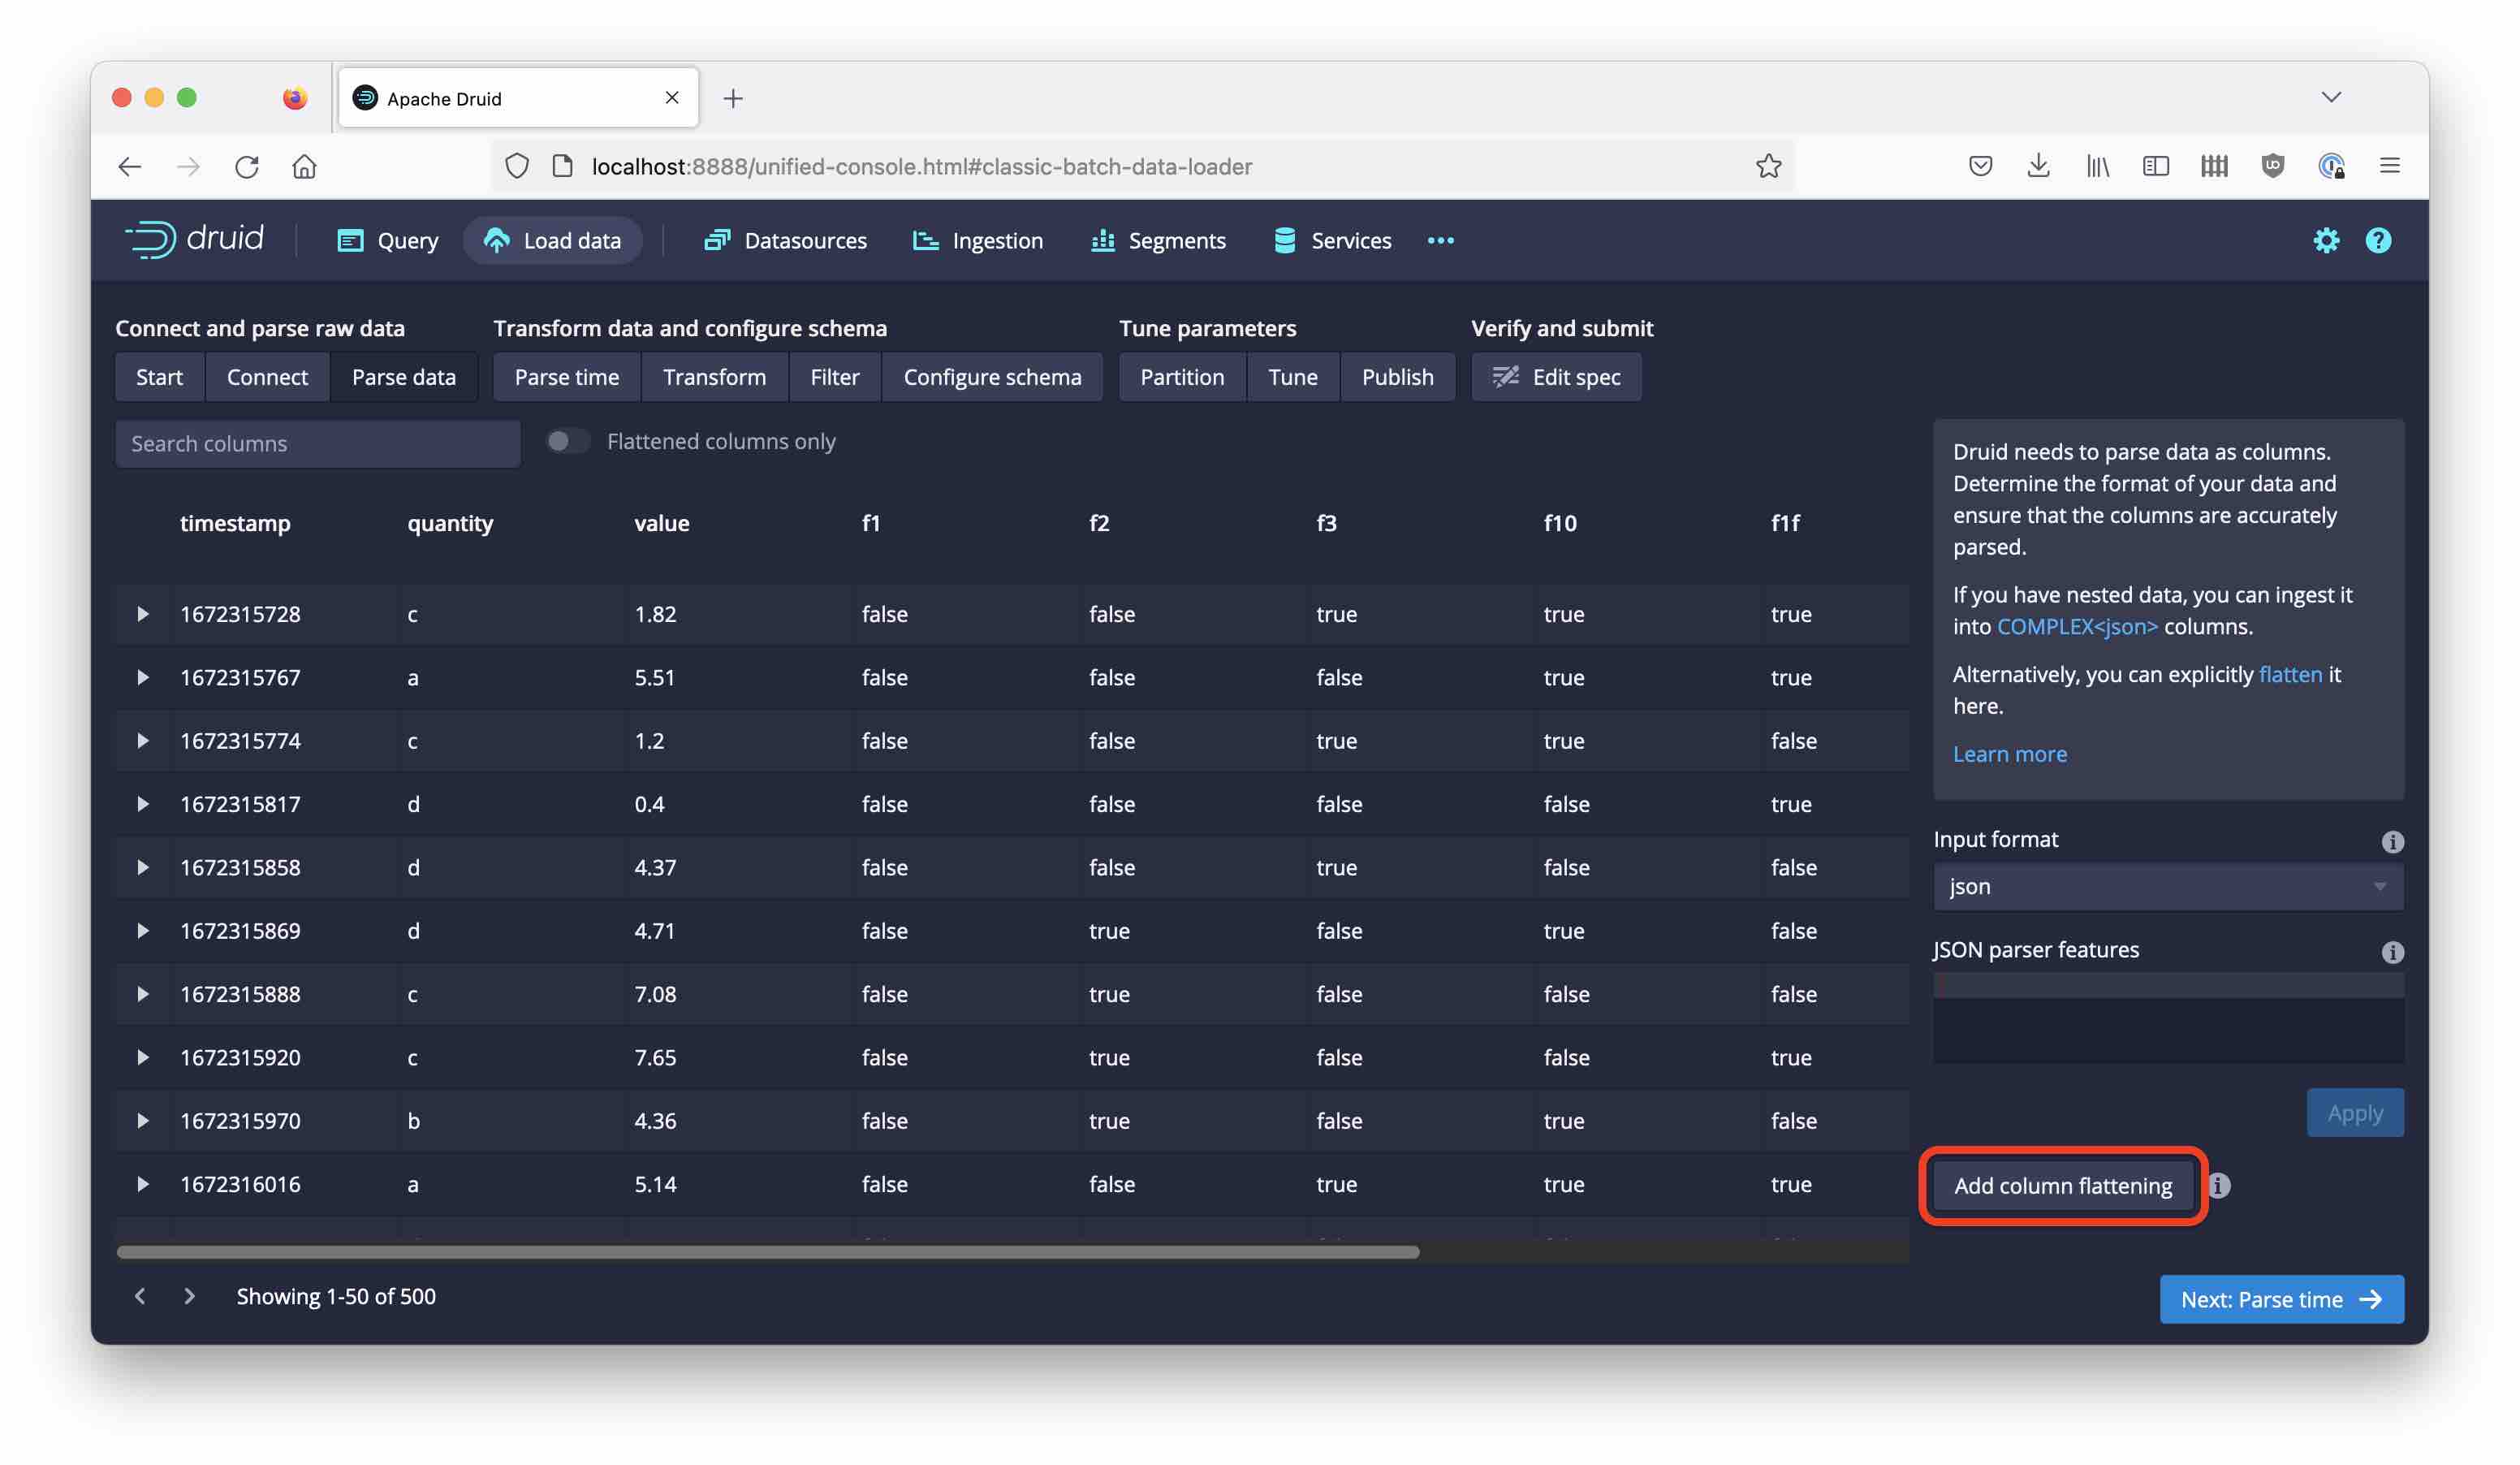 Apache Druid
localhost:8888/unified-console.html#classic-batch-data-loader
druid
Query
Load data
Datasources
Ingestion
Segments
Services
Connect and parse raw data
Transform data and configure schema
Tune parameters
Verify and submit
Start
Connect
Parse data
Parse time
Transform
Filter
Configure schema
Partition
Tune
Publish
Edit spec
Search columns
Flattened columns only
timestamp quantity value f1 f2 f3 f10 f1f
1672315728 c 1.82 false false true true true
1672315767 a 5.51 false false false true true
1672315774 c 1.2 false false true true false
1672315817 d 0.4 false false false false true
1672315858 d 4.37 false false true false false
1672315869 d 4.71 false true false true false
1672315888 c 7.08 false true false false false
1672315920 c 7.65 false true false false true
1672315970 b 4.36 false true false true false
1672316016 a 5.14 false false true true true
Showing 1-50 of 500
Druid needs to parse data as columns.
Determine the format of your data and
ensure that the columns are accurately
parsed.
If you have nested data, you can ingest it
into COMPLEX<json> columns.
Alternatively, you can explicitly flatten it
here.
Learn more
Input format
json
JSON parser features
Apply
Add column flattening
Next: Parse time